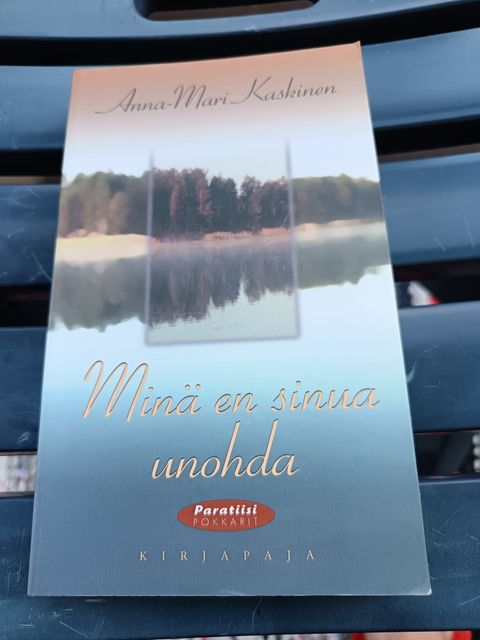 Anna-Mari Kaskinen
Minä en sinua
unohda
Paratiisi
POKKARIT
KIRJAPAJA